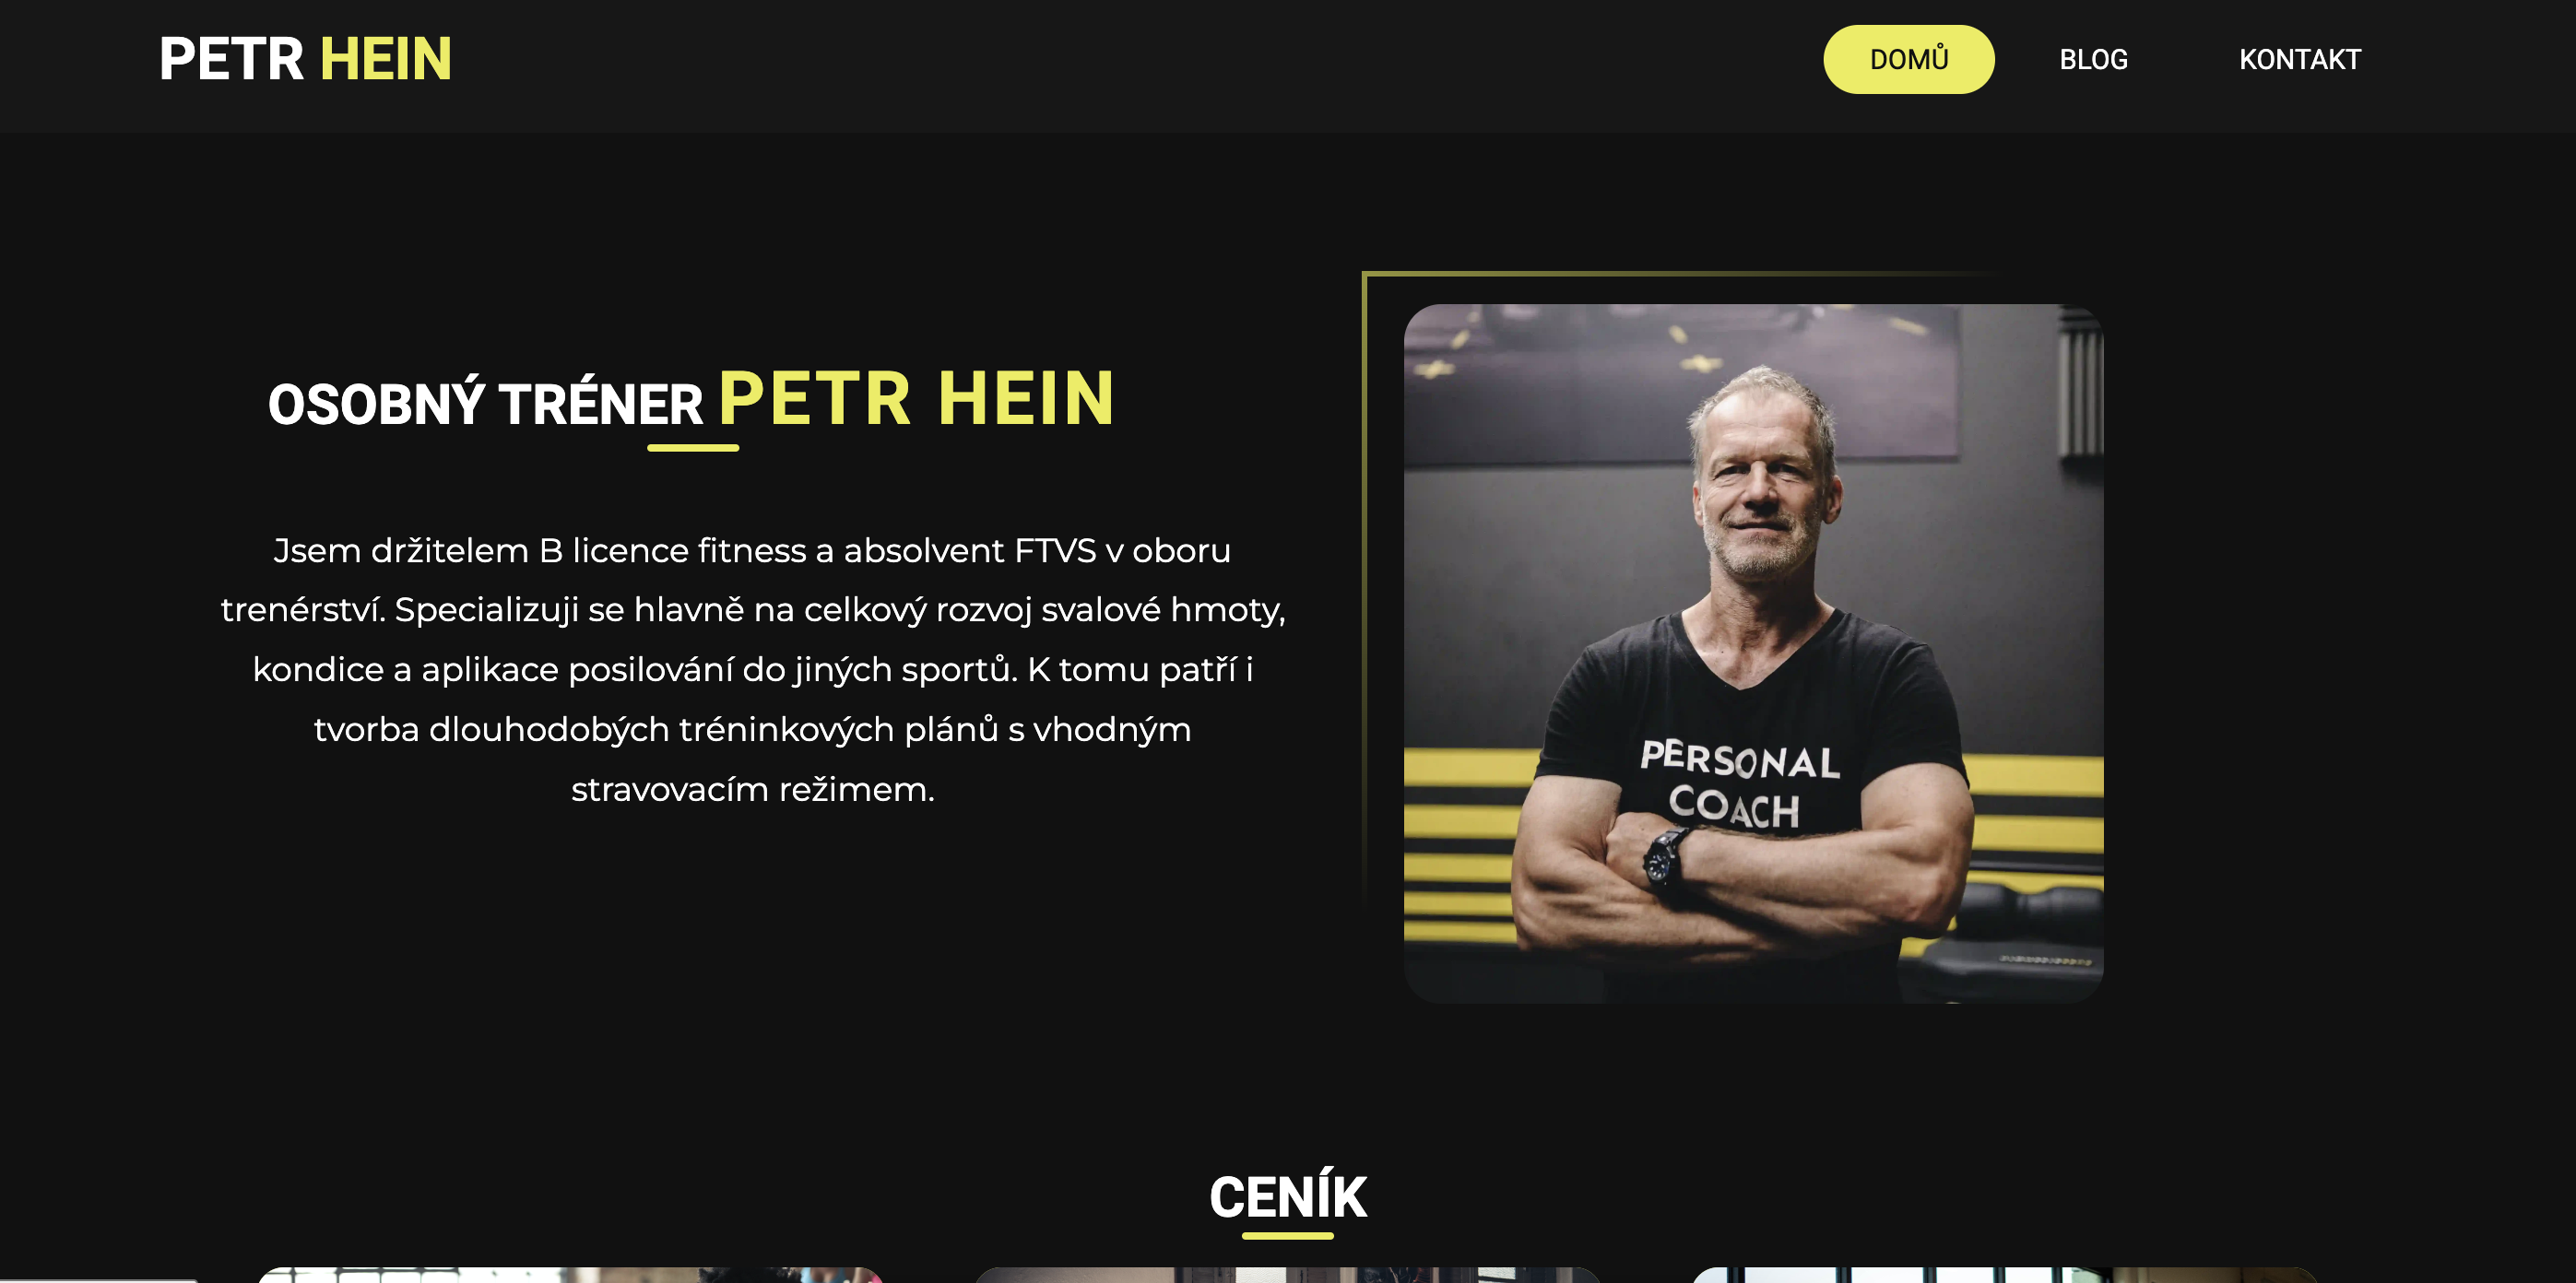 PETR HEIN
DOMŮ
BLOG
KONTAKT
OSOBNÝ TRÉNER PETR HEIN
Jsem držitelem B licence fitness a absolvent FTVS v oboru
trenérství. Specializuji se hlavně na celkový rozvoj svalové hmoty,
kondice a aplikace posilování do jiných sportů. K tomu patří i
tvorba dlouhodobých tréninkových plánů s vhodným
stravovacím režimem.
PERSONAL
COACH
CENÍK